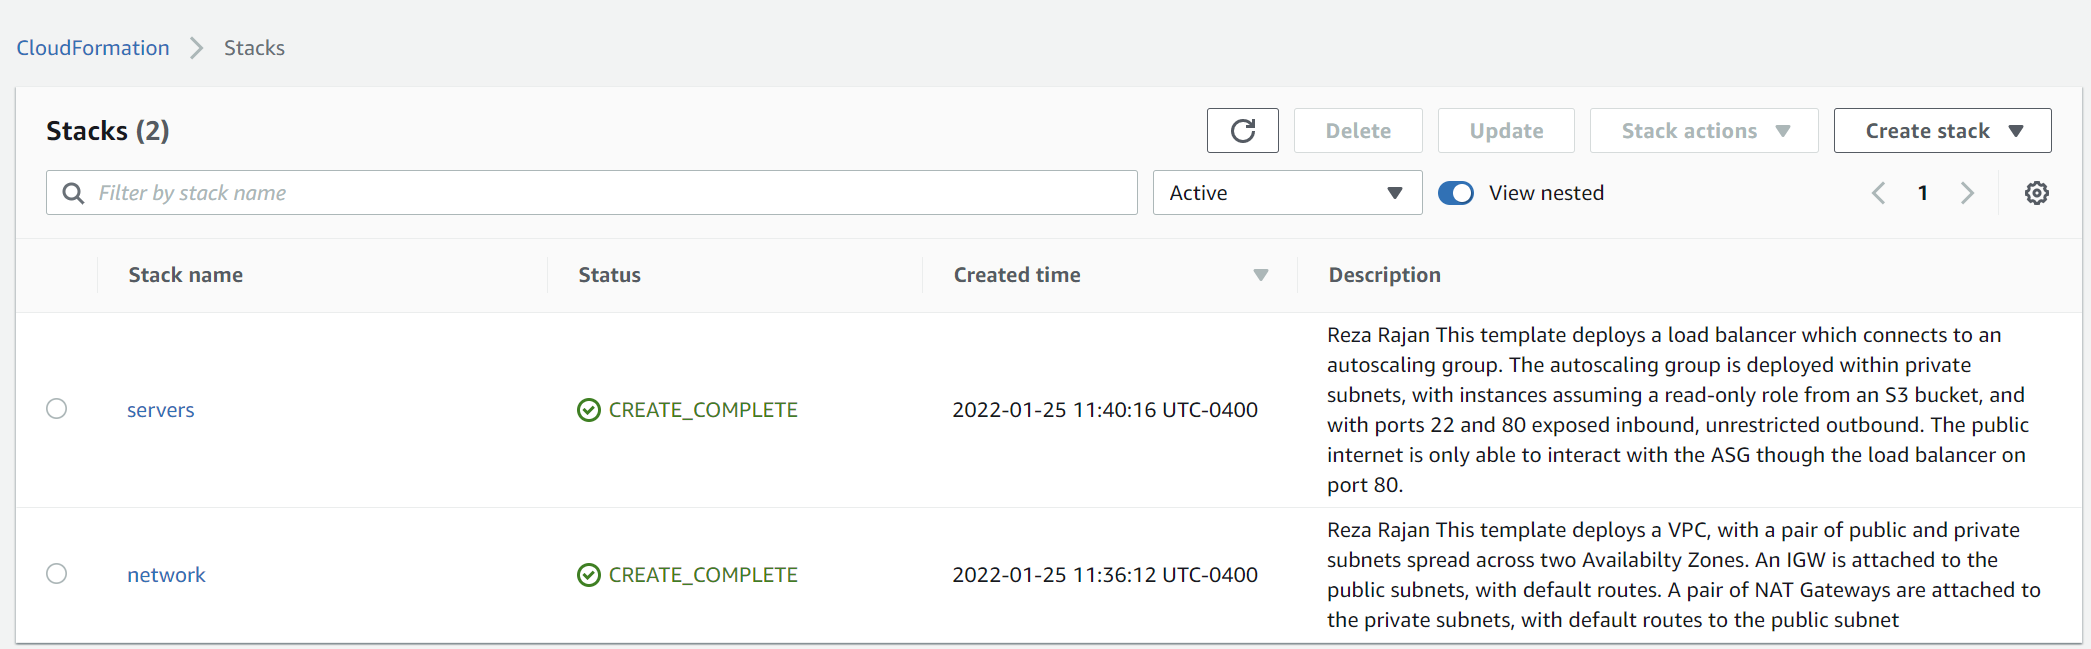 CloudFormation > Stacks
Stacks (2)
Delete
Update
Stack actions
Create stack
Filter by stack name
Active
View nested
1
Stack name
Status
Created time
Description
servers
CREATE_COMPLETE
2022-01-25 11:40:16 UTC-0400
Reza Rajan This template deploys a load balancer which connects to an
autoscaling group. The autoscaling group is deployed within private
subnets, with instances assuming a read-only role from an S3 bucket, and
with ports 22 and 80 exposed inbound, unrestricted outbound. The public
internet is only able to interact with the ASG though the load balancer on
port 80.
network
CREATE_COMPLETE
2022-01-25 11:36:12 UTC-0400
Reza Rajan This template deploys a VPC, with a pair of public and private
subnets spread across two Availabilty Zones. An IGW is attached to the
public subnets, with default routes. A pair of NAT Gateways are attached to
the private subnets, with default routes to the public subnet